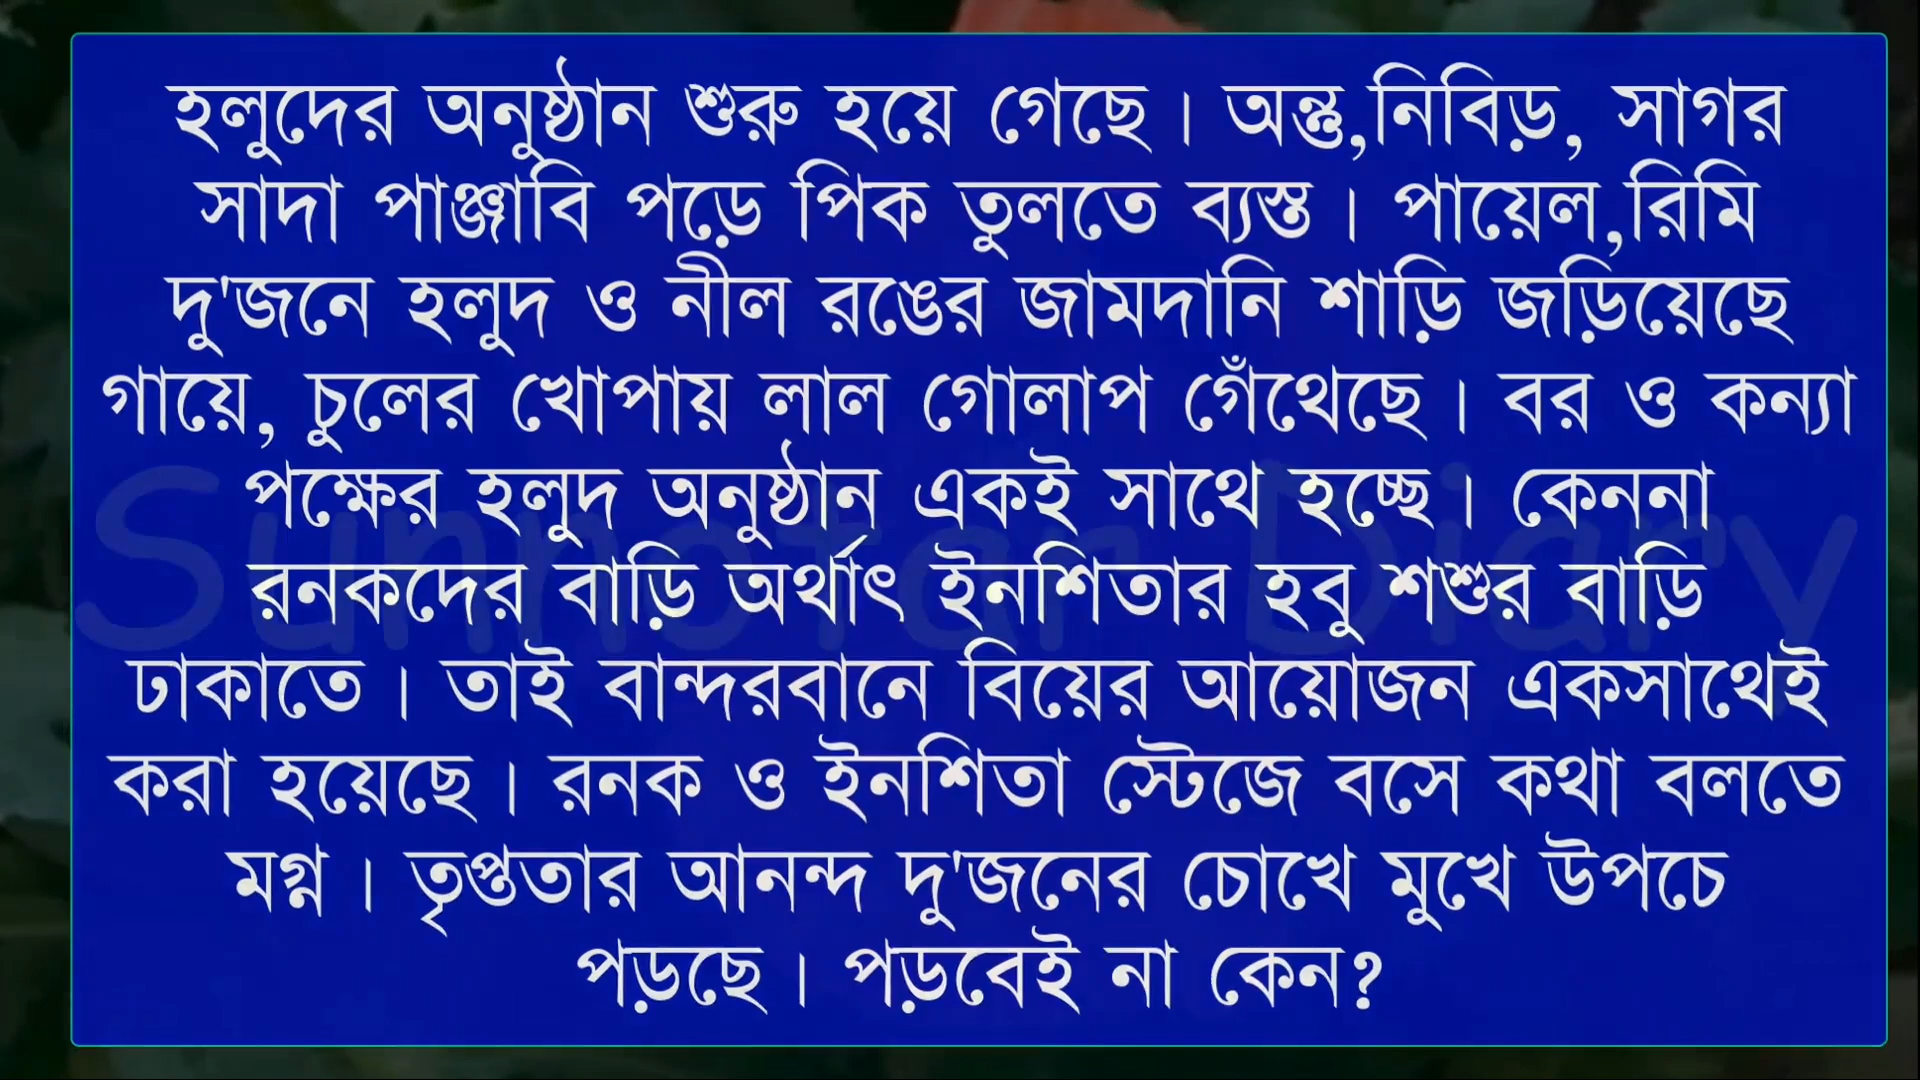 হলুদের অনুষ্ঠান শুরু হয়ে গেছে। অন্তু,নিবিড়, সাগর
সাদা পাঞ্জাবি পড়ে পিক তুলতে ব্যস্ত। পায়েল,রিমি
দু'জনে হলুদ ও নীল রঙের জামদানি শাড়ি জড়িয়েছে
গায়ে, চুলের খোপায় লাল গোলাপ গেঁথেছে। বর ও কন্যা
পক্ষের হলুদ অনুষ্ঠান একই সাথে হচ্ছে। কেননা
রনকদের বাড়ি অর্থাৎ ইনশিতার হবু শশুর বাড়ি
ঢাকাতে। তাই বান্দরবানে বিয়ের আয়োজন একসাথেই
করা হয়েছে। রনক ও ইনশিতা স্টেজে বসে কথা বলতে
মগ্ন। তৃপ্ততার আনন্দ দু'জনের চোখে মুখে উপচে
পড়ছে। পড়বেই না কেন?
Sunnotar Diary